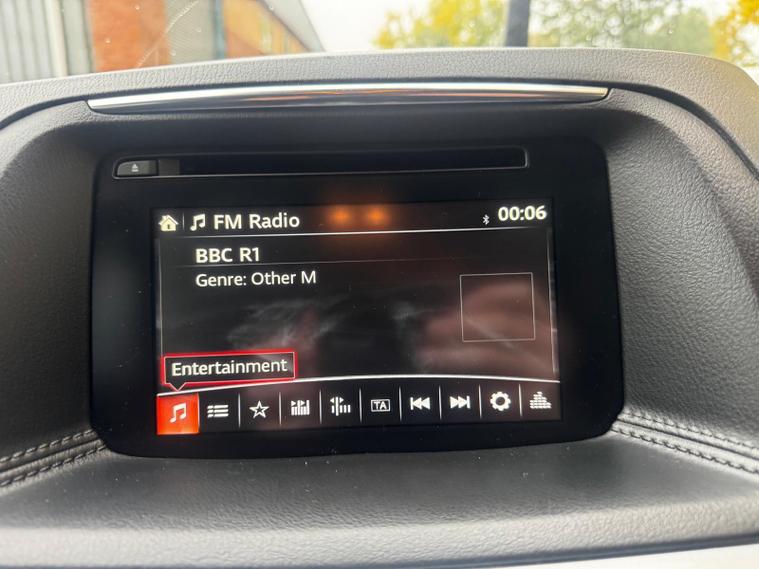 FM Radio 00:06
BBC R1
Genre: Other M
Entertainment
TA